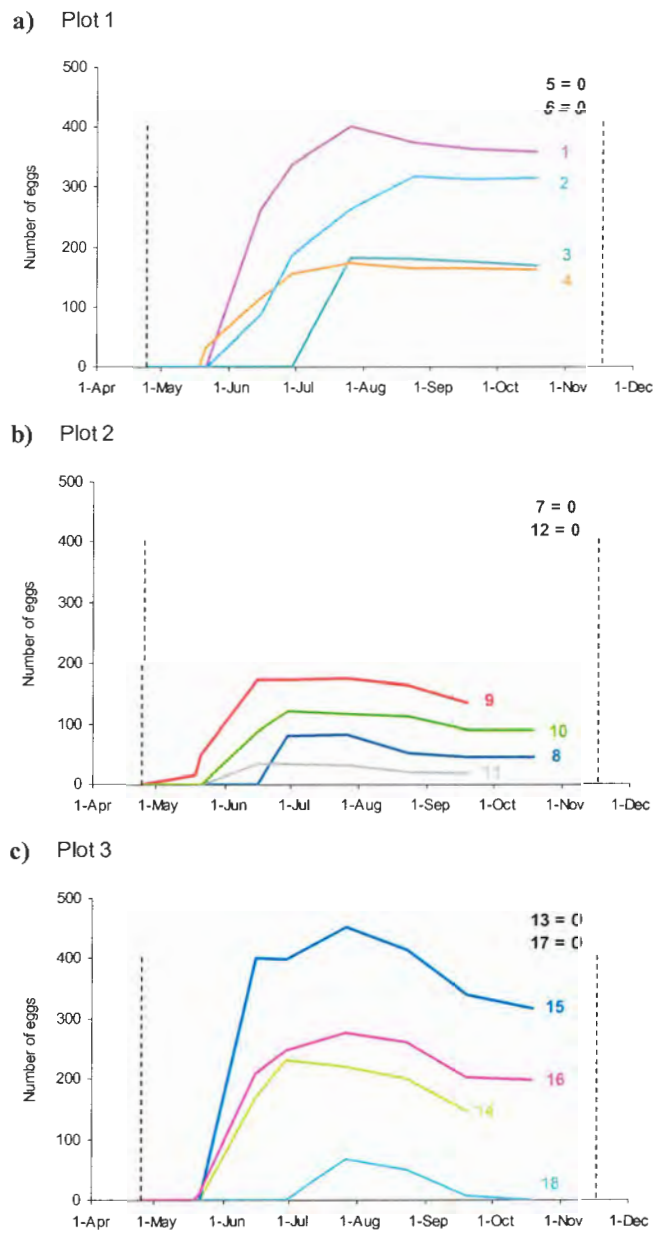 a) Plot 1
500
5 = 0
6 = 0
400
1
300
2
Number of eggs
200
3
4
100
0
1-Apr 1-May 1-Jun 1-Jul 1-Aug 1-Sep 1-Oct 1-Nov 1-Dec
b) Plot 2
500
7 = 0
12 = 0
400
300
Number of eggs
200
9
100
10
8
11
0
1-Apr 1-May 1-Jun 1-Jul 1-Aug 1-Sep 1-Oct 1-Nov 1-Dec
c) Plot 3
500
13 = 0
17 = 0
400
15
300
Number of eggs
16
200
14
100
18
0
1-Apr 1-May 1-Jun 1-Jul 1-Aug 1-Sep 1-Oct 1-Nov 1-Dec